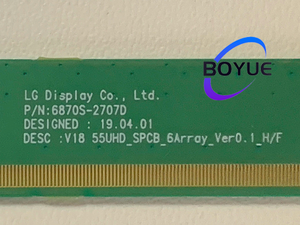 BOYUE
LG Display Co., Ltd.
P/N:6870S-2707D
DESIGNED : 19.04.01
DESC :V18 55UHD_SPCB_6Array_Ver0.1_H/F